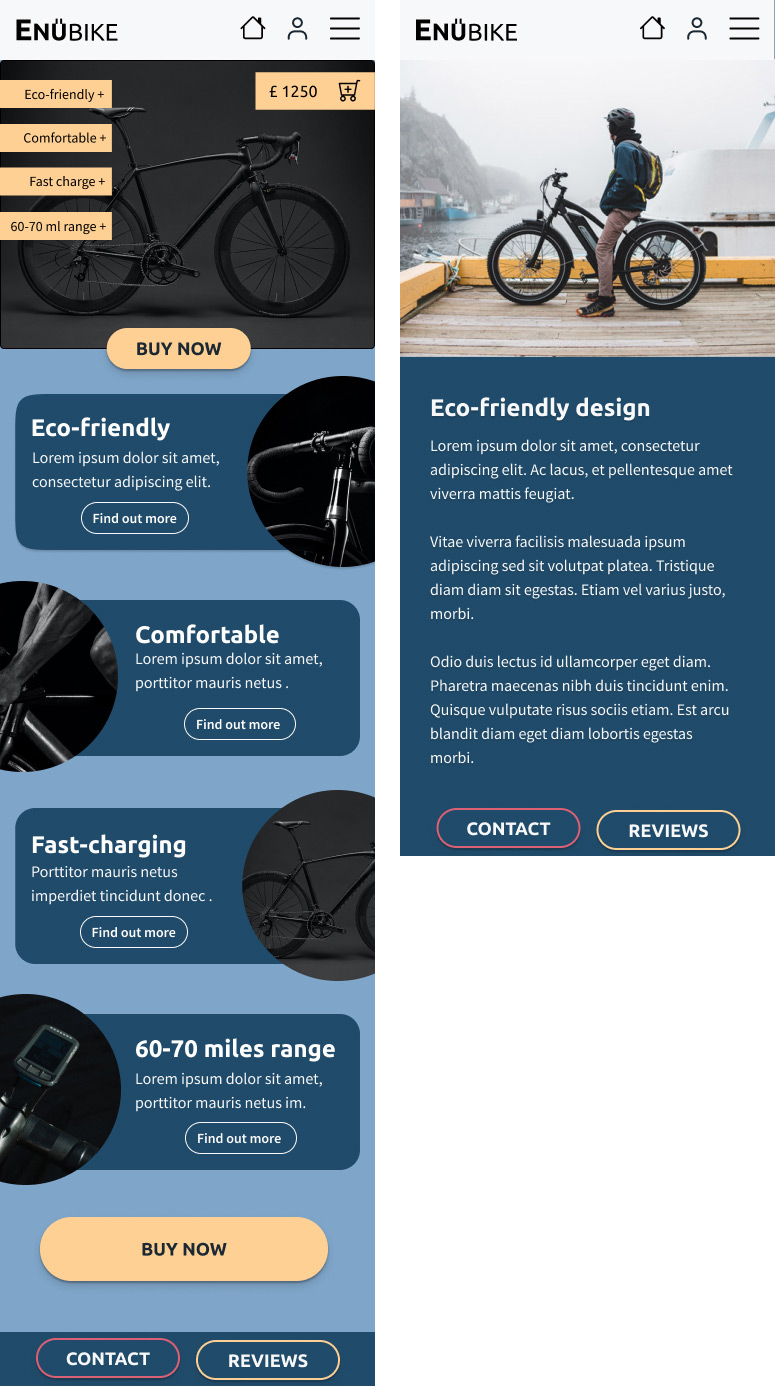 ENÜBIKE
£ 1250
Eco-friendly +
Comfortable +
Fast charge +
60-70 ml range +
BUY NOW
Eco-friendly
Lorem ipsum dolor sit amet,
consectetur adipiscing elit.
Find out more
Comfortable
Lorem ipsum dolor sit amet,
porttitor mauris netus .
Find out more
Fast-charging
Porttitor mauris netus
imperdiet tincidunt donec .
Find out more
60-70 miles range
Lorem ipsum dolor sit amet,
porttitor mauris netus im.
Find out more
BUY NOW
CONTACT
REVIEWS
ENÜBIKE
Eco-friendly design
Lorem ipsum dolor sit amet, consectetur
adipiscing elit. Ac lacus, et pellentesque amet
viverra mattis feugiat.
Vitae viverra facilisis malesuada ipsum
adipiscing sed sit volutpat platea. Tristique
diam diam sit egestas. Etiam vel varius justo,
morbi.
Odio duis lectus id ullamcorper eget diam.
Pharetra maecenas nibh duis tincidunt enim.
Quisque vulputate risus sociis etiam. Est arcu
blandit diam eget diam lobortis egestas
morbi.
CONTACT
REVIEWS